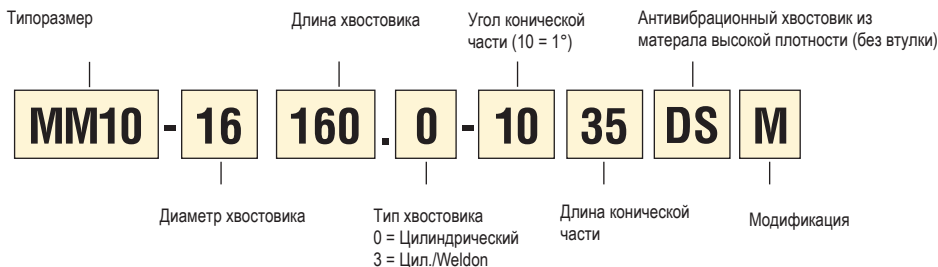 Типоразмер
Длина хвостовика
Угол конической
части (10 = 1°)
Антивибрационный хвостовик из
матерала высокой плотности (без втулки)
MM10 - 16 160 . 0 - 10 35 DS M
Диаметр хвостовика
Тип хвостовика
0 = Цилиндрический
3 = Цил./Weldon
Длина конической
части
Модификация